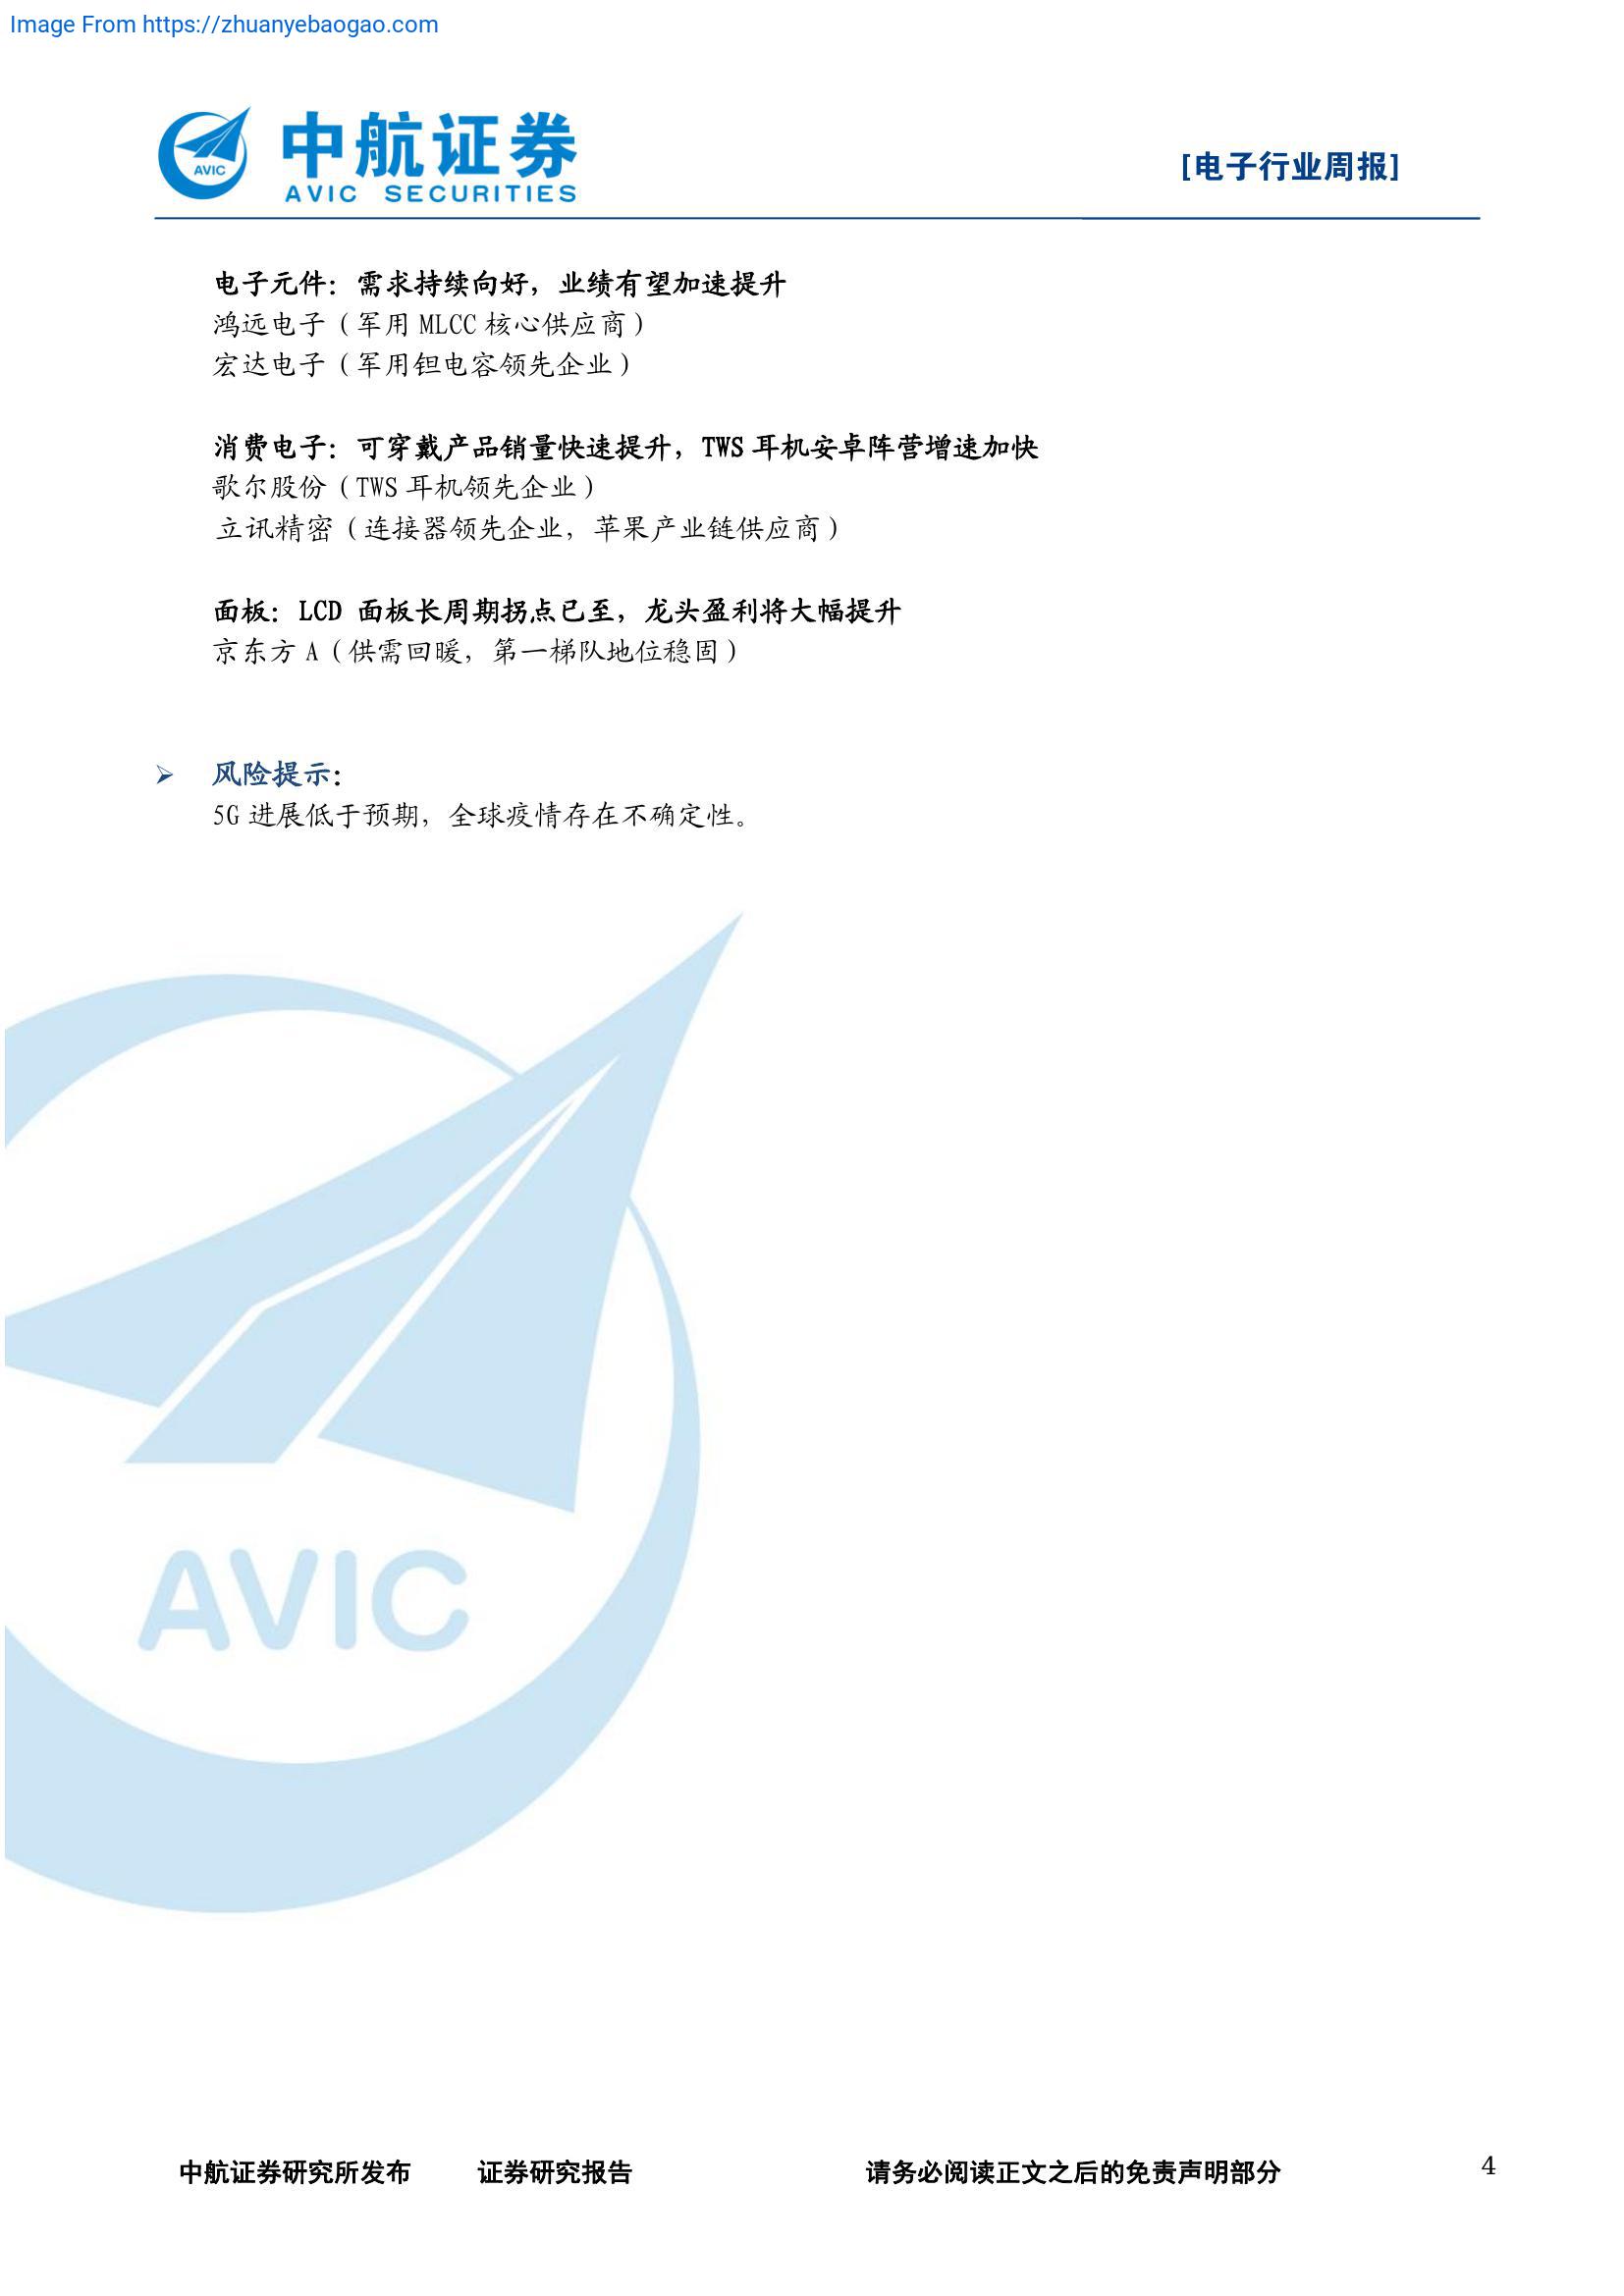 Image From https://zhuanyebaogao.com
AVIC
中航证券
AVIC SECURITIES
[电子行业周报]
电子元件：需求持续向好，业绩有望加速提升
鸿远电子（军用 MLCC 核心供应商）
宏达电子（军用钽电容领先企业）
消费电子：可穿戴产品销量快速提升，TWS 耳机安卓阵营增速加快
歌尔股份（TWS 耳机领先企业）
立讯精密（连接器领先企业，苹果产业链供应商）
面板：LCD 面板长周期拐点已至，龙头盈利将大幅提升
京东方 A（供需回暖，第一梯队地位稳固）
➢ 风险提示：
5G 进展低于预期，全球疫情存在不确定性。
AVIC
中航证券研究所发布 证券研究报告 请务必阅读正文之后的免责声明部分 4